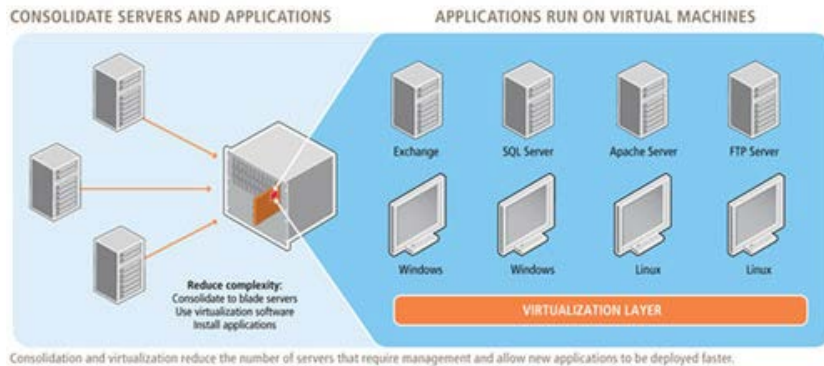 CONSOLIDATE SERVERS AND APPLICATIONS
APPLICATIONS RUN ON VIRTUAL MACHINES
Exchange
SQL Server
Apache Server
FTP Server
Windows
Windows
Linux
Linux
Reduce complexity:
Consolidate to blade servers
Use virtualization software
Install applications
VIRTUALIZATION LAYER
Consolidation and virtualization reduce the number of servers that require management and allow new applications to be deployed faster.